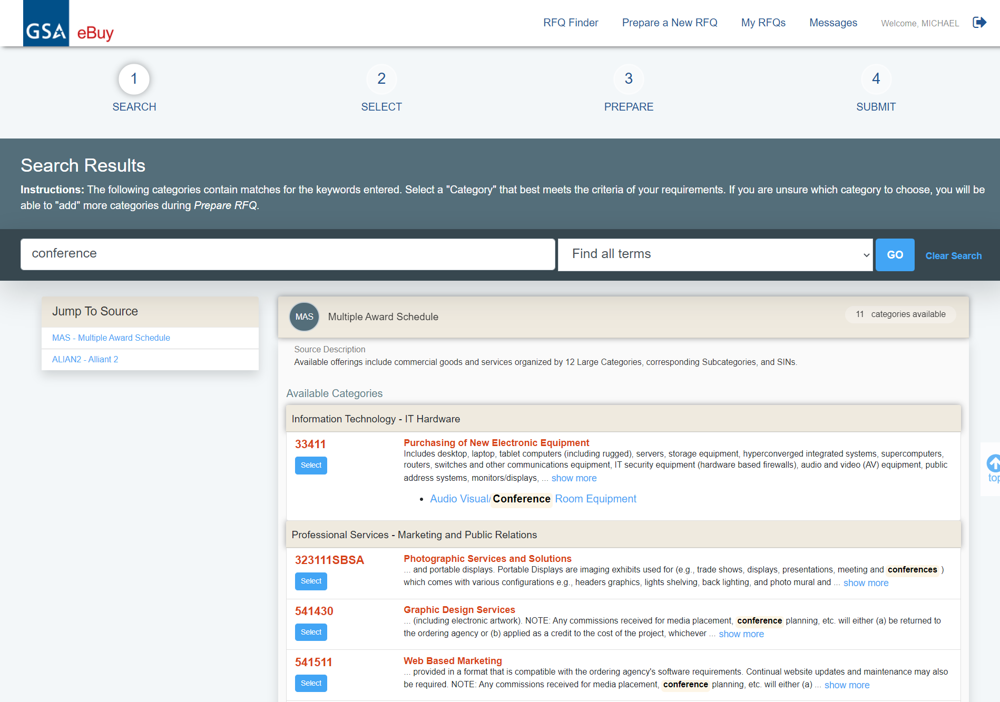 GSA eBuy
RFQ Finder Prepare a New RFQ My RFQs Messages Welcome, MICHAEL
1 2 3 4
SEARCH SELECT PREPARE SUBMIT
Search Results
Instructions: The following categories contain matches for the keywords entered. Select a "Category" that best meets the criteria of your requirements. If you are unsure which category to choose, you will be
able to "add" more categories during Prepare RFQ.
conference Find all terms GO Clear Search
Jump To Source
MAS - Multiple Award Schedule
ALIAN2 - Alliant 2
MAS Multiple Award Schedule 11 categories available
Source Description
Available offerings include commercial goods and services organized by 12 Large Categories, corresponding Subcategories, and SINs.
Available Categories
Information Technology - IT Hardware
33411
Select
Purchasing of New Electronic Equipment
Includes desktop, laptop, tablet computers (including rugged), servers, storage equipment, hyperconverged integrated systems, supercomputers,
routers, switches and other communications equipment, IT security equipment (hardware based firewalls), audio and video (AV) equipment, public
address systems, monitors/displays, ... show more
• Audio Visual/Conference Room Equipment
top
Professional Services - Marketing and Public Relations
323111SBSA
Select
Photographic Services and Solutions
... and portable displays. Portable Displays are imaging exhibits used for (e.g., trade shows, displays, presentations, meeting and conferences )
which comes with various configurations e.g., headers graphics, lights shelving, back lighting, and photo mural and ... show more
541430
Select
Graphic Design Services
... (including electronic artwork). NOTE: Any commissions received for media placement, conference planning, etc. will either (a) be returned to
the ordering agency or (b) applied as a credit to the cost of the project, whichever ... show more
541511
Select
Web Based Marketing
... provided in a format that is compatible with the ordering agency's software requirements. Continual website updates and maintenance may also
be required. NOTE: Any commissions received for media placement, conference planning, etc. will either (a) ... show more